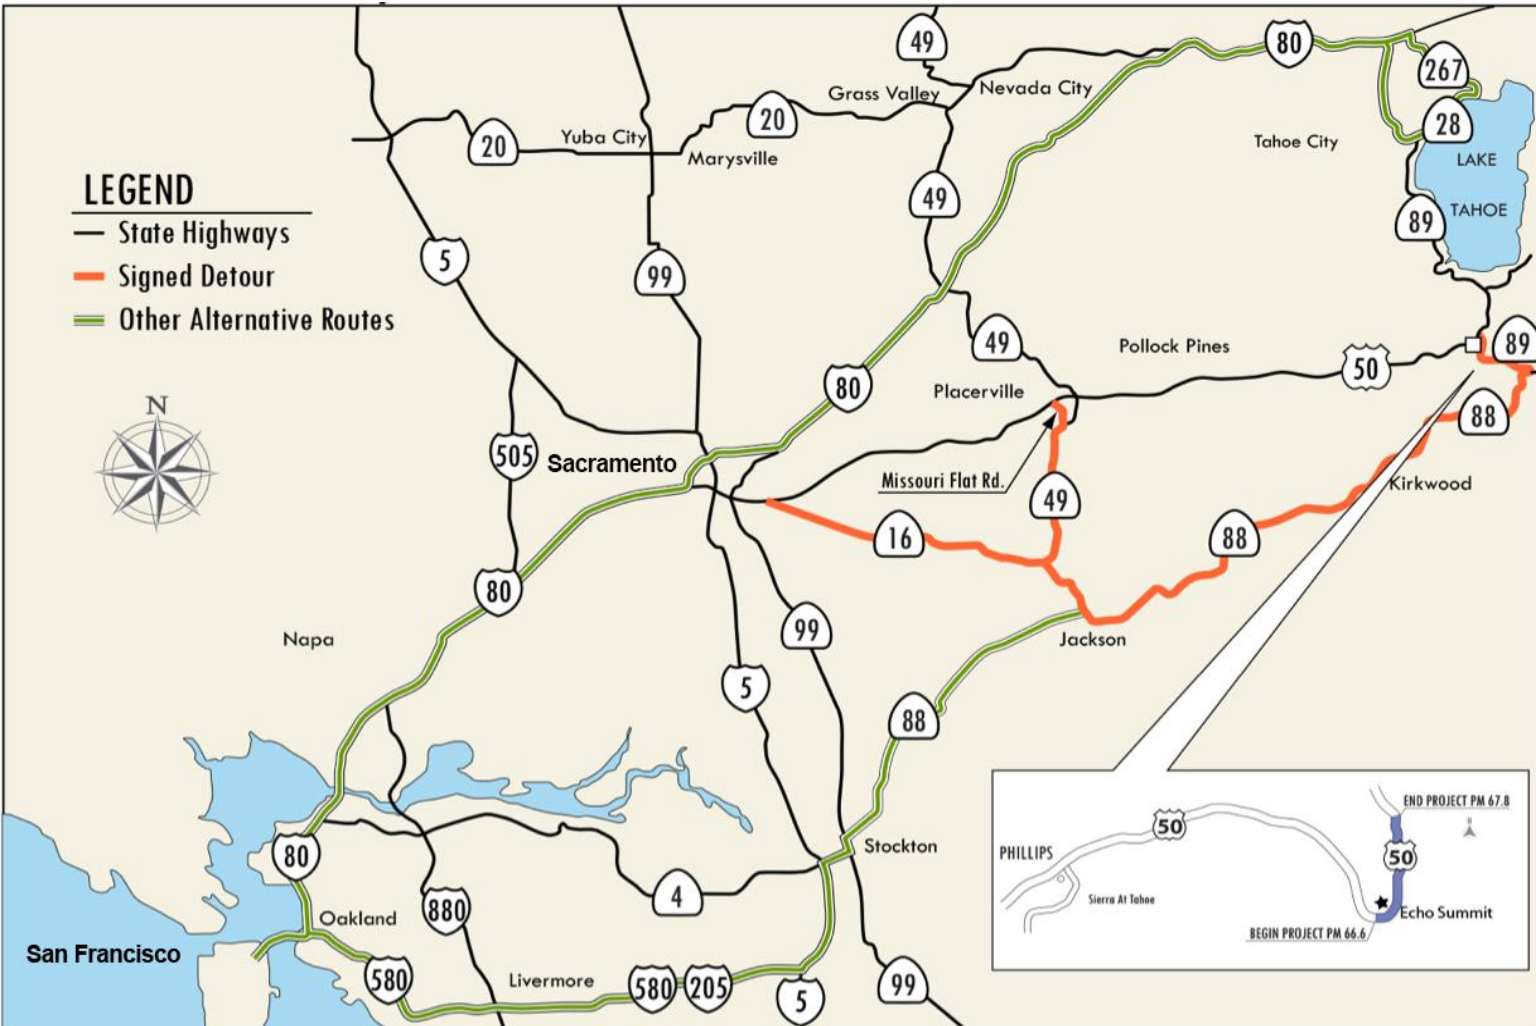 49
80
267
Nevada City
Grass Valley
20
28
20
Yuba City
Marysville
Tahoe City
LAKE
TAHOE
LEGEND
State Highways
Signed Detour
Other Alternative Routes
49
89
5
99
49
Pollock Pines
50
89
80
Placerville
88
N
505
Sacramento
Missouri Flat Rd.
49
Kirkwood
16
88
80
Napa
99
Jackson
5
88
Stockton
80
4
880
Oakland
San Francisco
580
Livermore
580
205
5
99
END PROJECT PM 67.8
50
N
PHILLIPS
50
Sierra At Tahoe
Echo Summit
BEGIN PROJECT PM 66.6